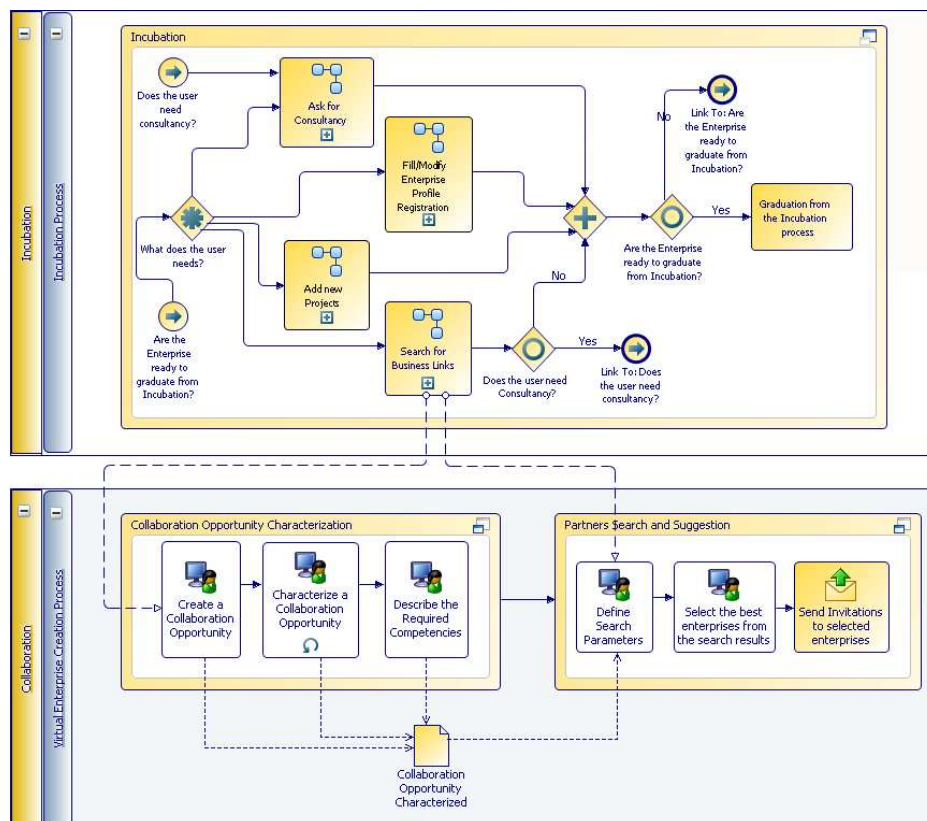 Incubation
Incubation Process
Incubation
Does the user
need
consultancy?
Ask for
Consultancy
Fill/Modify
Enterprise
Profile
Registration
No
Link To: Are
the Enterprise
ready to
graduate from
Incubation?
What does the user
needs?
Are the Enterprise
ready to graduate
from Incubation?
Yes
Graduation from
the Incubation
process
Add new
Projects
Are the
Enterprise
ready to
graduate from
Incubation?
Search for
Business Links
No
Does the user need
Consultancy?
Yes
Link To: Does
the user need
consultancy?
Collaboration
Virtual Enterprise Creation Process
Collaboration Opportunity Characterization
Create a
Collaboration
Opportunity
Characterize a
Collaboration
Opportunity
Describe the
Required
Competencies
Partners Search and Suggestion
Define
Search
Parameters
Select the best
enterprises from
the search results
Send Invitations
to selected
enterprises
Collaboration
Opportunity
Characterized